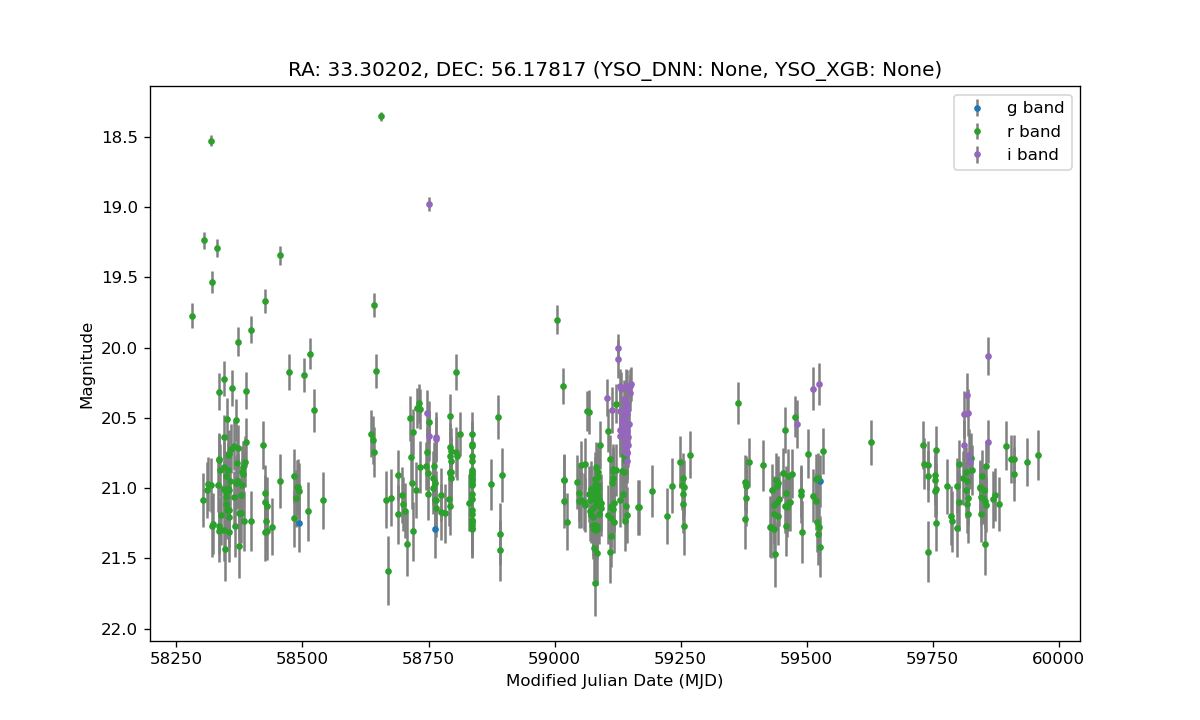 RA: 33.30202, DEC: 56.17817 (YSO_DNN: None, YSO_XGB: None)
g band
r band
i band
18.5
19.0
19.5
20.0
20.5
21.0
21.5
22.0
Magnitude
58250 58500 58750 59000 59250 59500 59750 60000
Modified Julian Date (MJD)